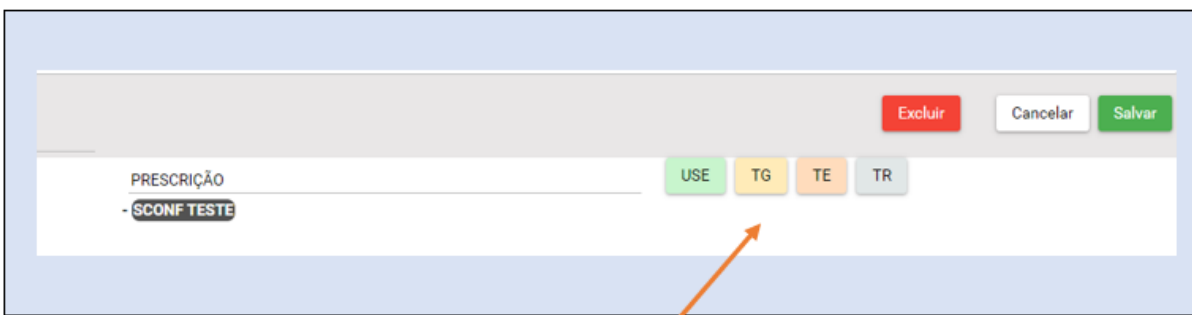 Excluir Cancelar Salvar
PRESCRIÇÃO USE TG TE TR
- SCONF TESTE